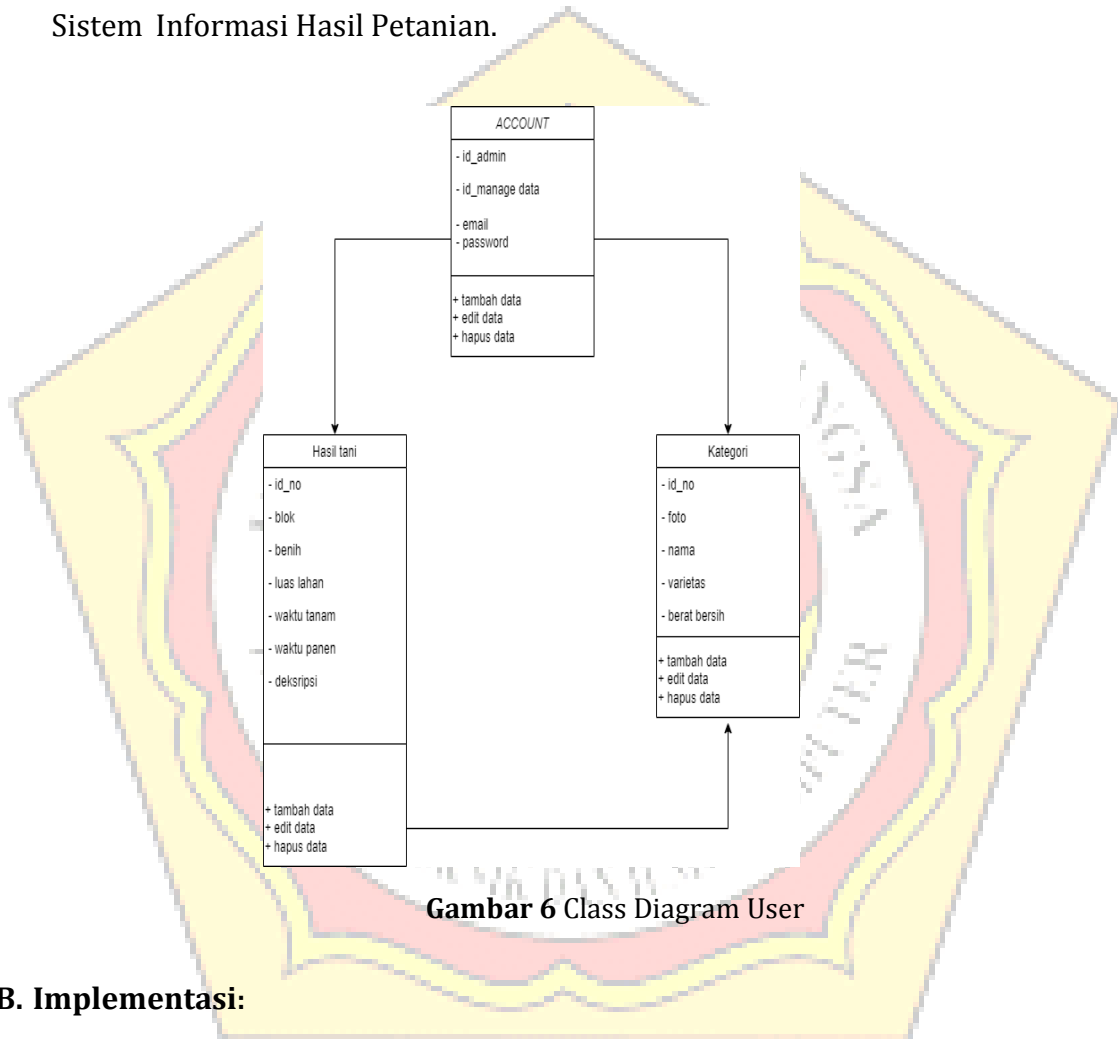 Sistem Informasi Hasil Petanian.
ACCOUNT
- id_admin
- id_manage data
- email
- password
+ tambah data
+ edit data
+ hapus data
Hasil tani
- id_no
- blok
- benih
- luas lahan
- waktu tanam
- waktu panen
- deksripsi
+ tambah data
+ edit data
+ hapus data
Kategori
- id_no
- foto
- nama
- varietas
- berat bersih
+ tambah data
+ edit data
+ hapus data
Gambar 6 Class Diagram User
B. Implementasi: